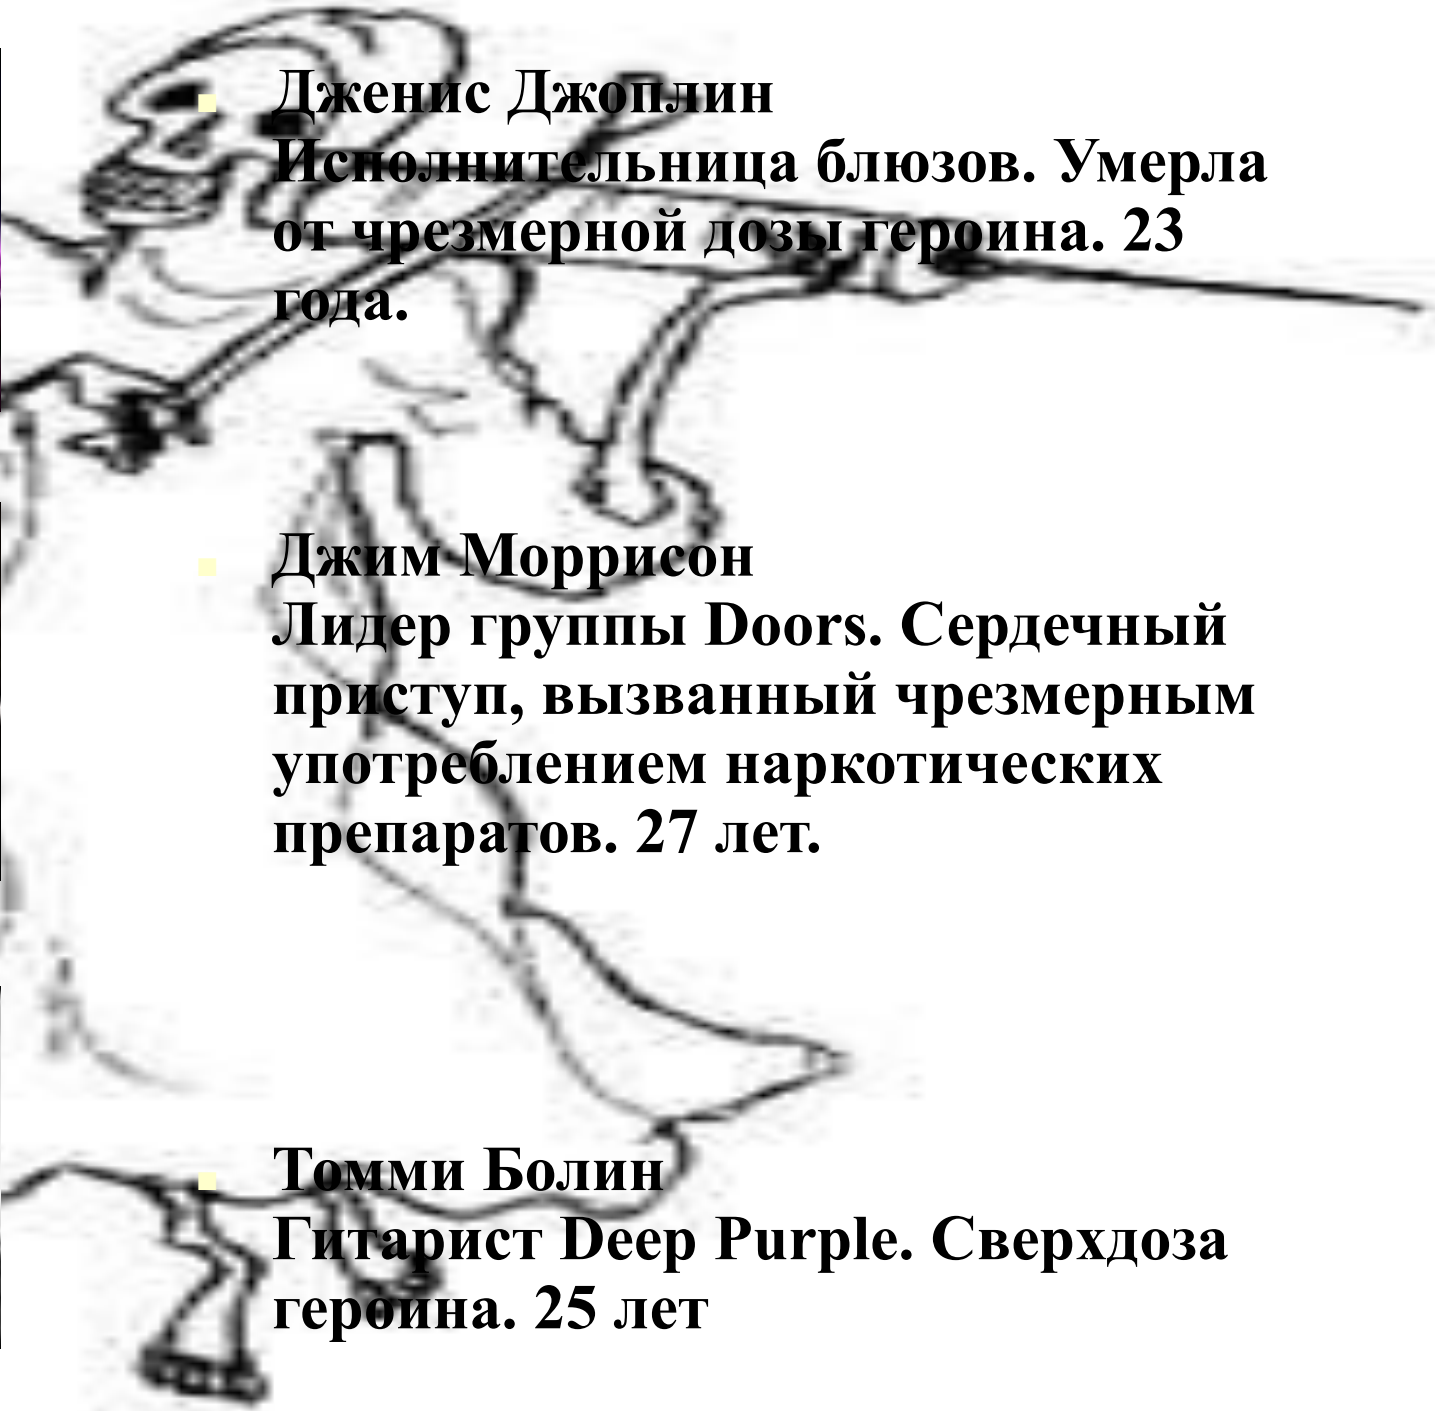 Дженис Джоплин
Исполнительница блюзов. Умерла
от чрезмерной дозы героина. 23
года.
Джим Моррисон
Лидер группы Doors. Сердечный
приступ, вызванный чрезмерным
употреблением наркотических
препаратов. 27 лет.
Томми Болин
Гитарист Deep Purple. Сверхдоза
героина. 25 лет